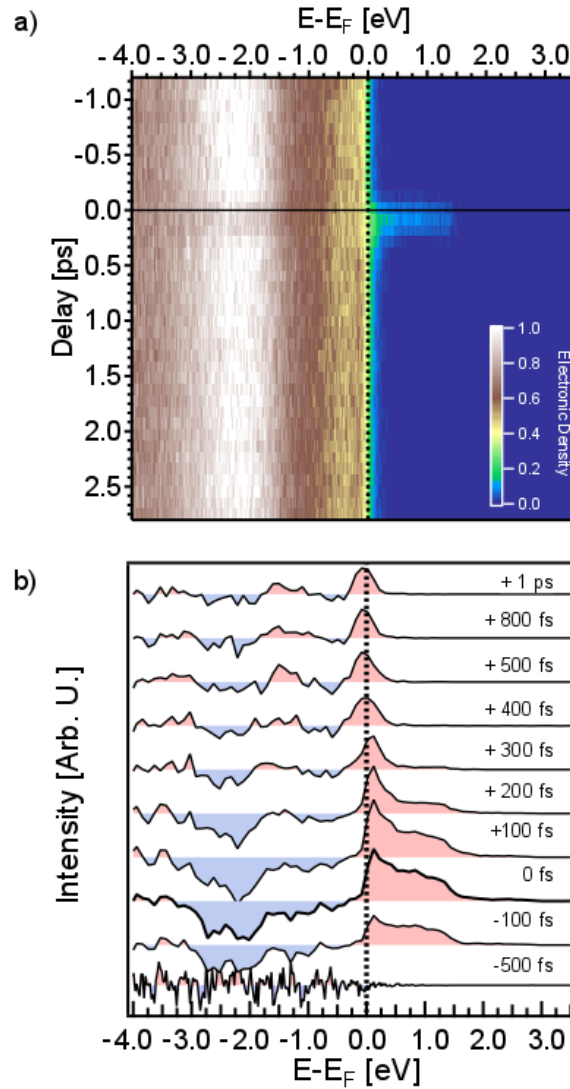 a)
E-E_F [eV]
-4.0 -3.0 -2.0 -1.0 0.0 1.0 2.0 3.0
-1.0
-0.5
0.0
0.5
1.0
1.5
2.0
2.5
Delay [ps]
1.0
0.8
0.6
0.4
0.2
0.0
Electronic Density
b)
Intensity [Arb. U.]
+ 1 ps
+ 800 fs
+ 500 fs
+ 400 fs
+ 300 fs
+ 200 fs
+100 fs
0 fs
-100 fs
-500 fs
-4.0 -3.0 -2.0 -1.0 0.0 1.0 2.0 3.0
E-E_F [eV]